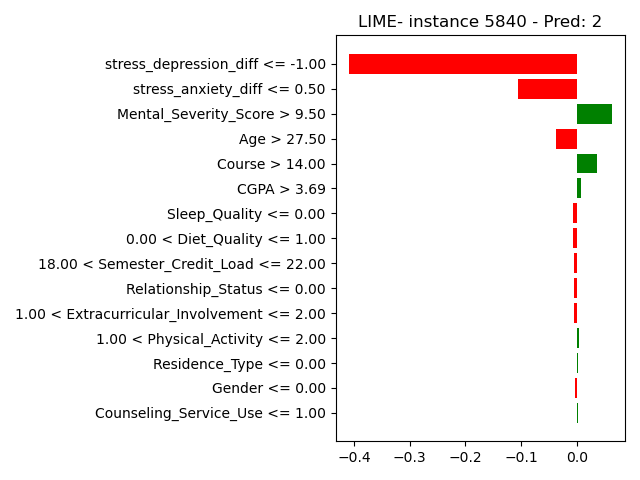 LIME- instance 5840 - Pred: 2
stress_depression_diff <= -1.00
stress_anxiety_diff <= 0.50
Mental_Severity_Score > 9.50
Age > 27.50
Course > 14.00
CGPA > 3.69
Sleep_Quality <= 0.00
0.00 < Diet_Quality <= 1.00
18.00 < Semester_Credit_Load <= 22.00
Relationship_Status <= 0.00
1.00 < Extracurricular_Involvement <= 2.00
1.00 < Physical_Activity <= 2.00
Residence_Type <= 0.00
Gender <= 0.00
Counseling_Service_Use <= 1.00
−0.4 −0.3 −0.2 −0.1 0.0